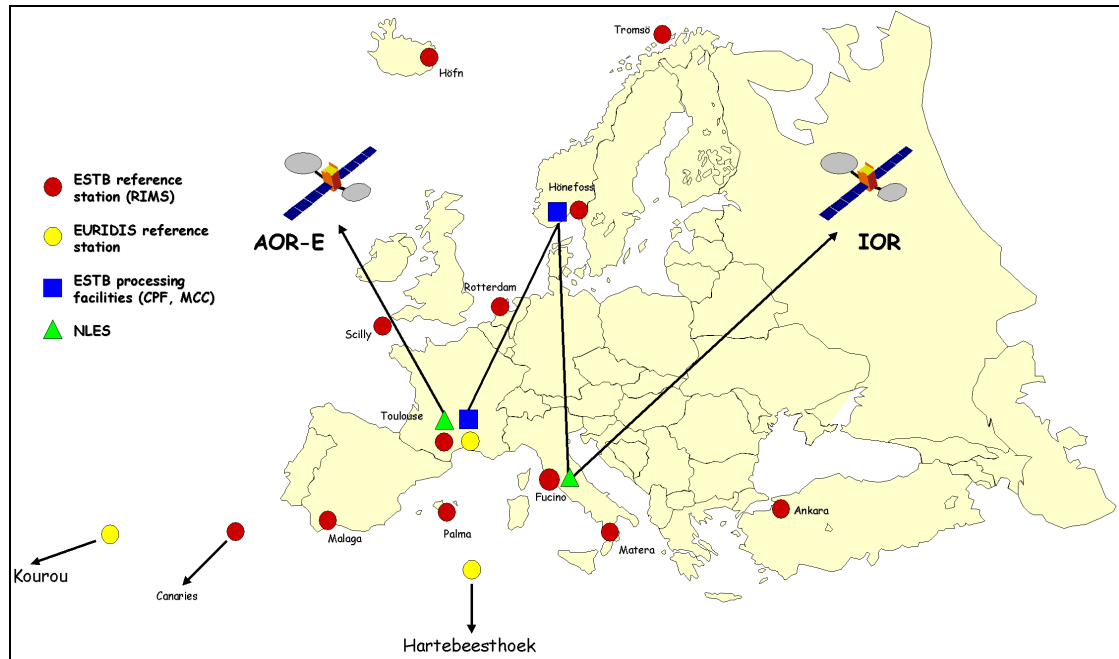 Tromsö
Höfn
ESTB reference
station (RIMS)
EURIDIS reference
station
ESTB processing
facilities (CPF, MCC)
NLES
AOR-E
Hönefoss
IOR
Rotterdam
Scilly
Toulouse
Fucino
Malaga
Palma
Matera
Ankara
Kourou
Canaries
Hartebeesthoek